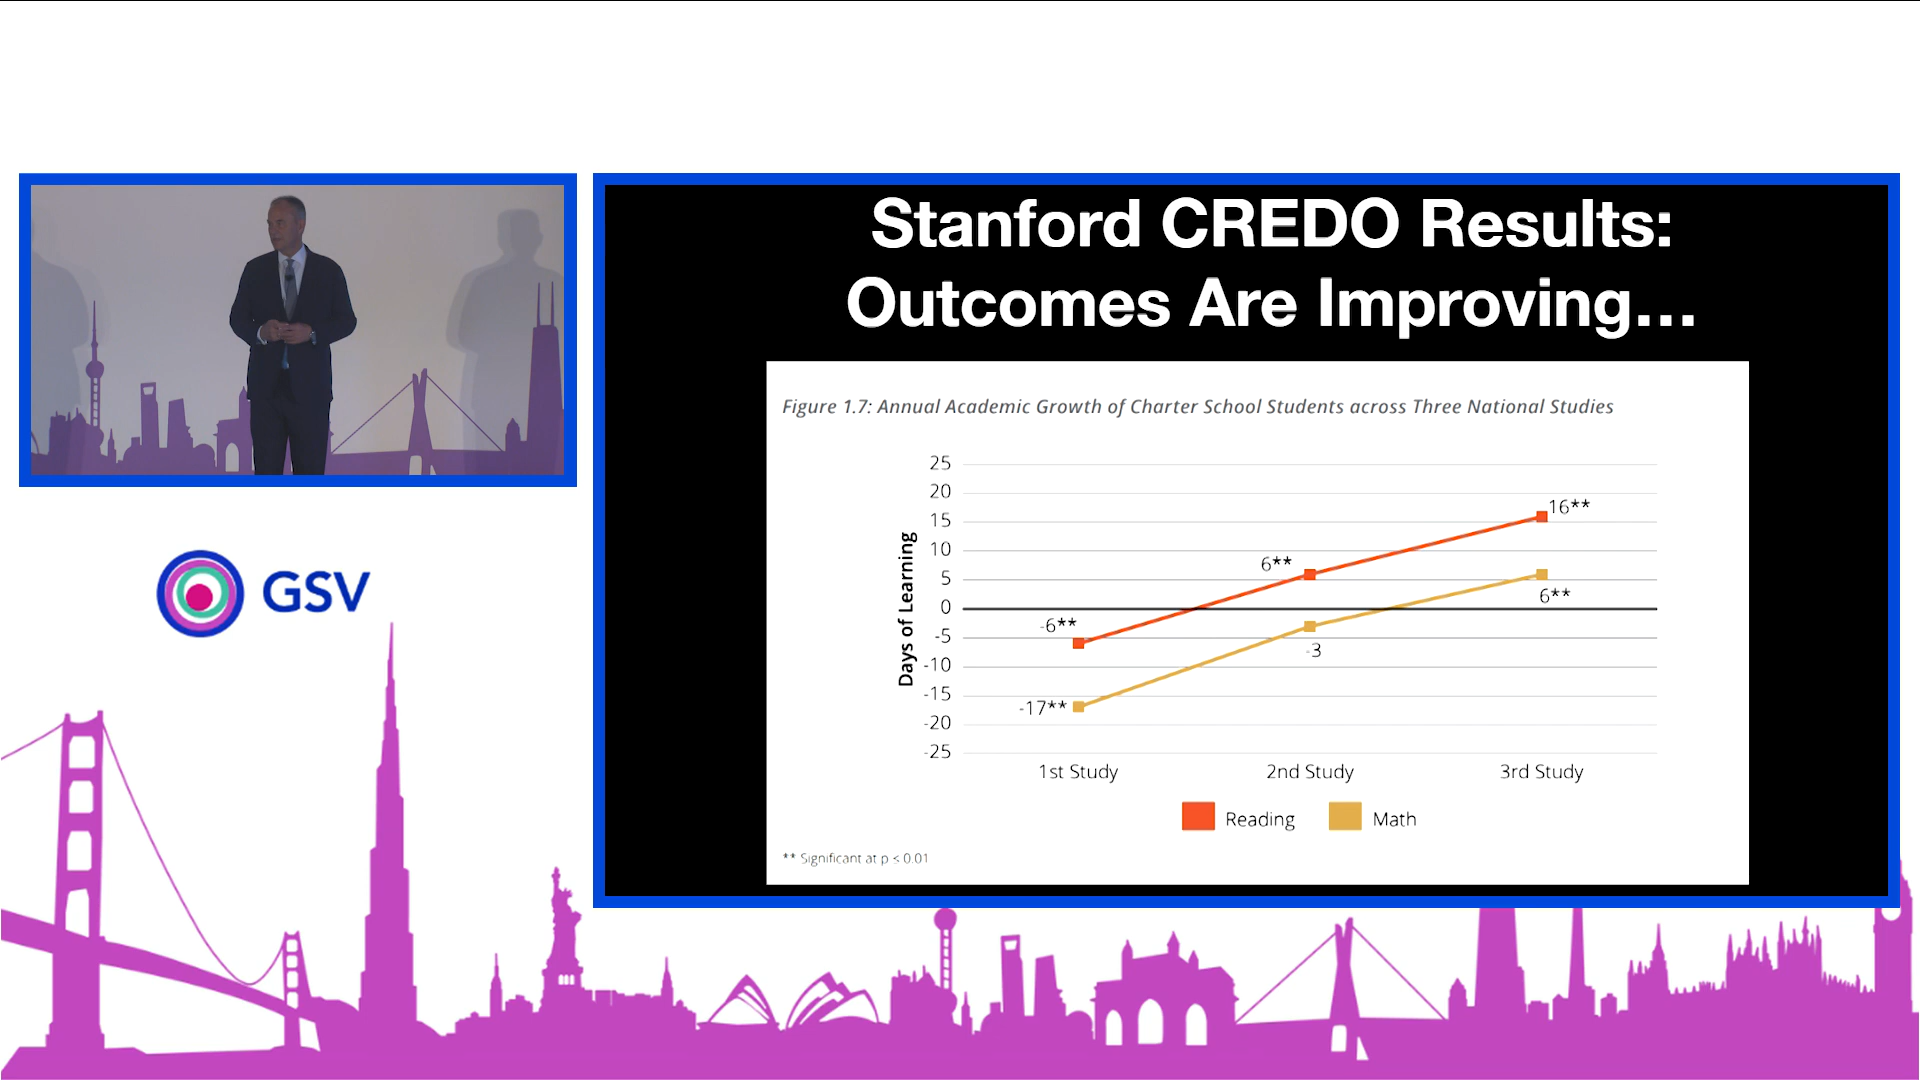 Stanford CREDO Results:
Outcomes Are Improving...
Figure 1.7: Annual Academic Growth of Charter School Students across Three National Studies
25
20
15
10
5
0
-5
-10
-15
-20
-25
Days of Learning
16**
6**
6**
-6**
-3
-17**
1st Study 2nd Study 3rd Study
Reading Math
** Significant at p ≤ 0.01
GSV